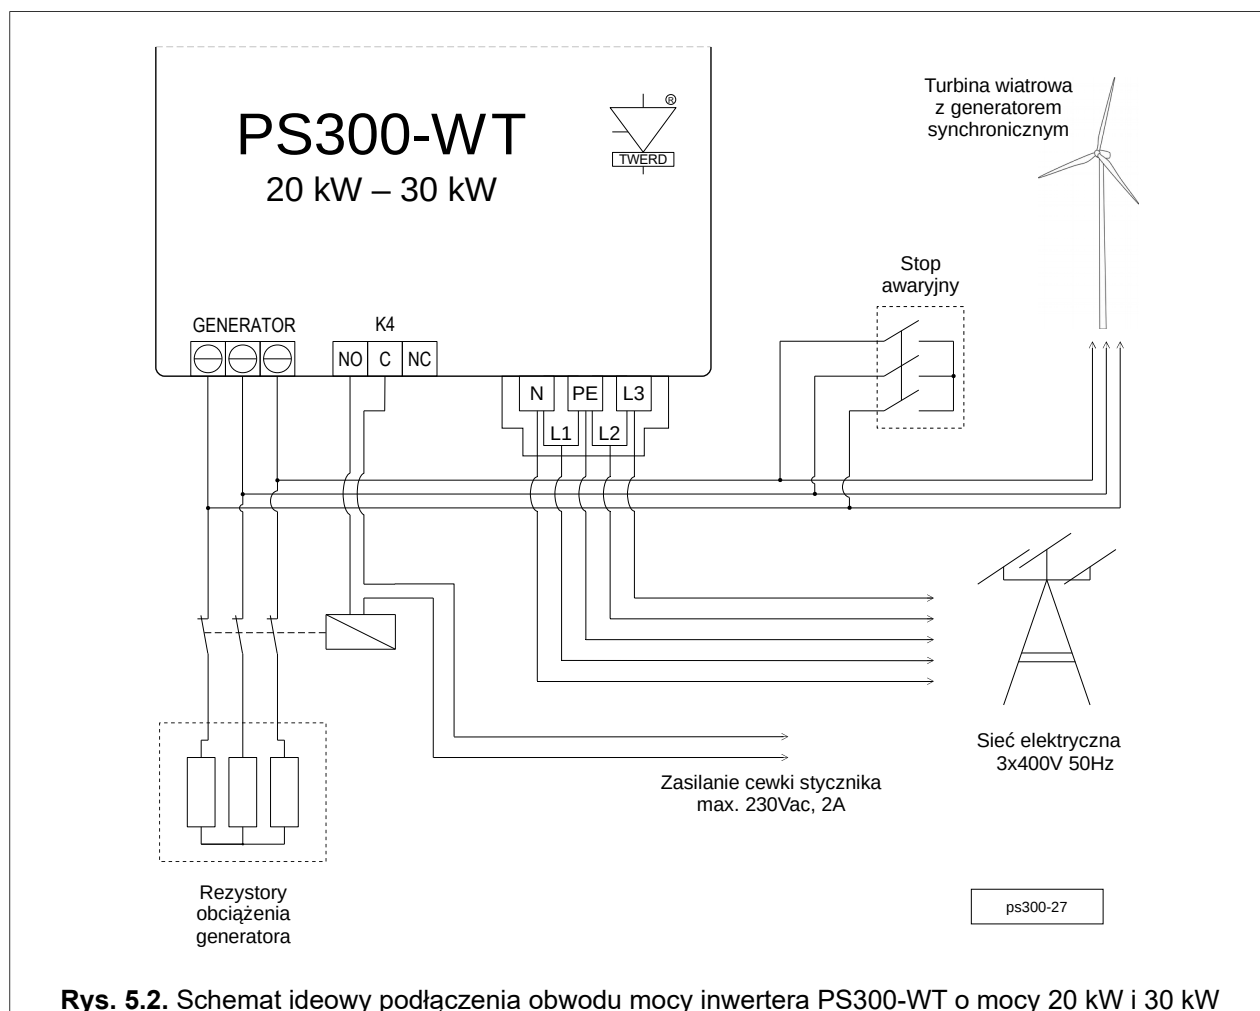 PS300-WT
20 kW – 30 kW
®
TWERD
Turbina wiatrowa
z generatorem
synchronicznym
Stop
awaryjny
GENERATOR
K4
NO C NC
N PE L3
L1 L2
Sieć elektryczna
3x400V 50Hz
Zasilanie cewki stycznika
max. 230Vac, 2A
Rezystory
obciążenia
generatora
ps300-27
Rys. 5.2. Schemat ideowy podłączenia obwodu mocy inwertera PS300-WT o mocy 20 kW i 30 kW